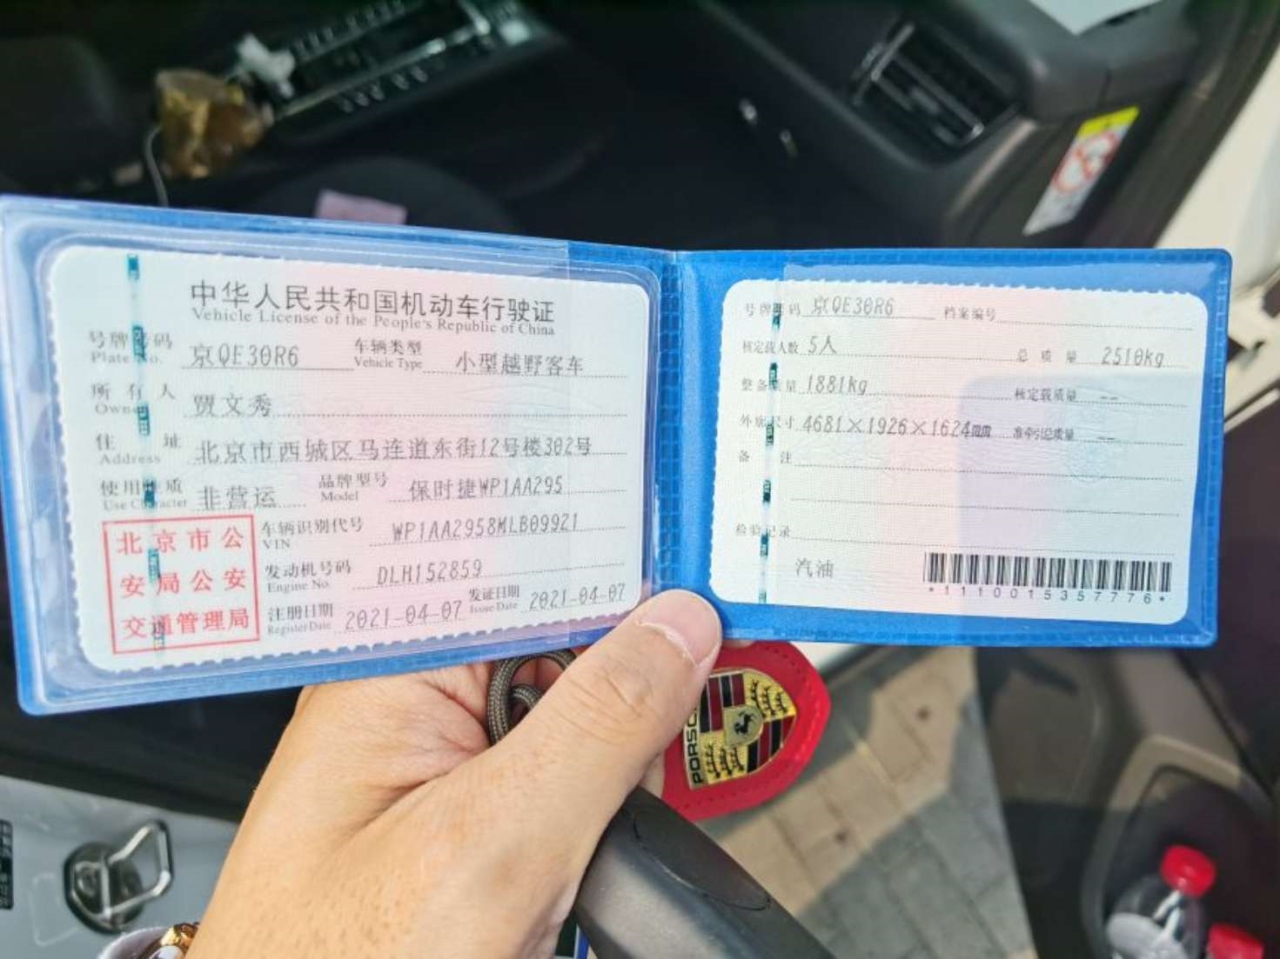 中华人民共和国机动车行驶证
Vehicle License of the People's Republic of China
号牌号码 京QE30R6 车辆类型 小型越野客车
Plate No. Vehicle Type
所有人 贾文秀
Owner
住址 北京市西城区马连道东街12号楼302号
Address
使用性质 非营运 品牌型号 保时捷WP1AA295
Use Character Model
北京市公
安局公安
交通管理局
车辆识别代号 WP1AA2958MLB09921
VIN
发动机号码 DLH152859
Engine No.
注册日期 2021-04-07 发证日期 2021-04-07
Register Date Issue Date
号牌号码 京QE30R6 档案编号
核定载人数 5人 总质量 2510kg
整备质量 1881kg 核定载质量 --
外廓尺寸 4681×1926×1624mm 准牵引总质量 --
备注
检验记录
汽油
*1110015357776*
PORSC